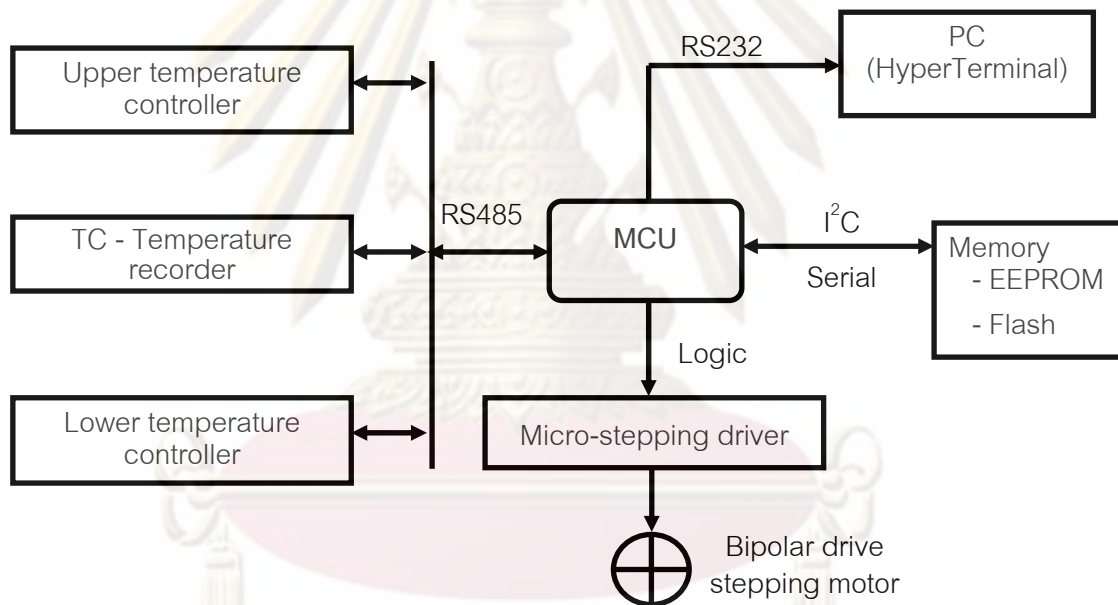 Upper temperature
controller
RS232
PC
(HyperTerminal)
TC - Temperature
recorder
RS485
MCU
I²C
Serial
Memory
- EEPROM
- Flash
Logic
Lower temperature
controller
Micro-stepping driver
Bipolar drive
stepping motor